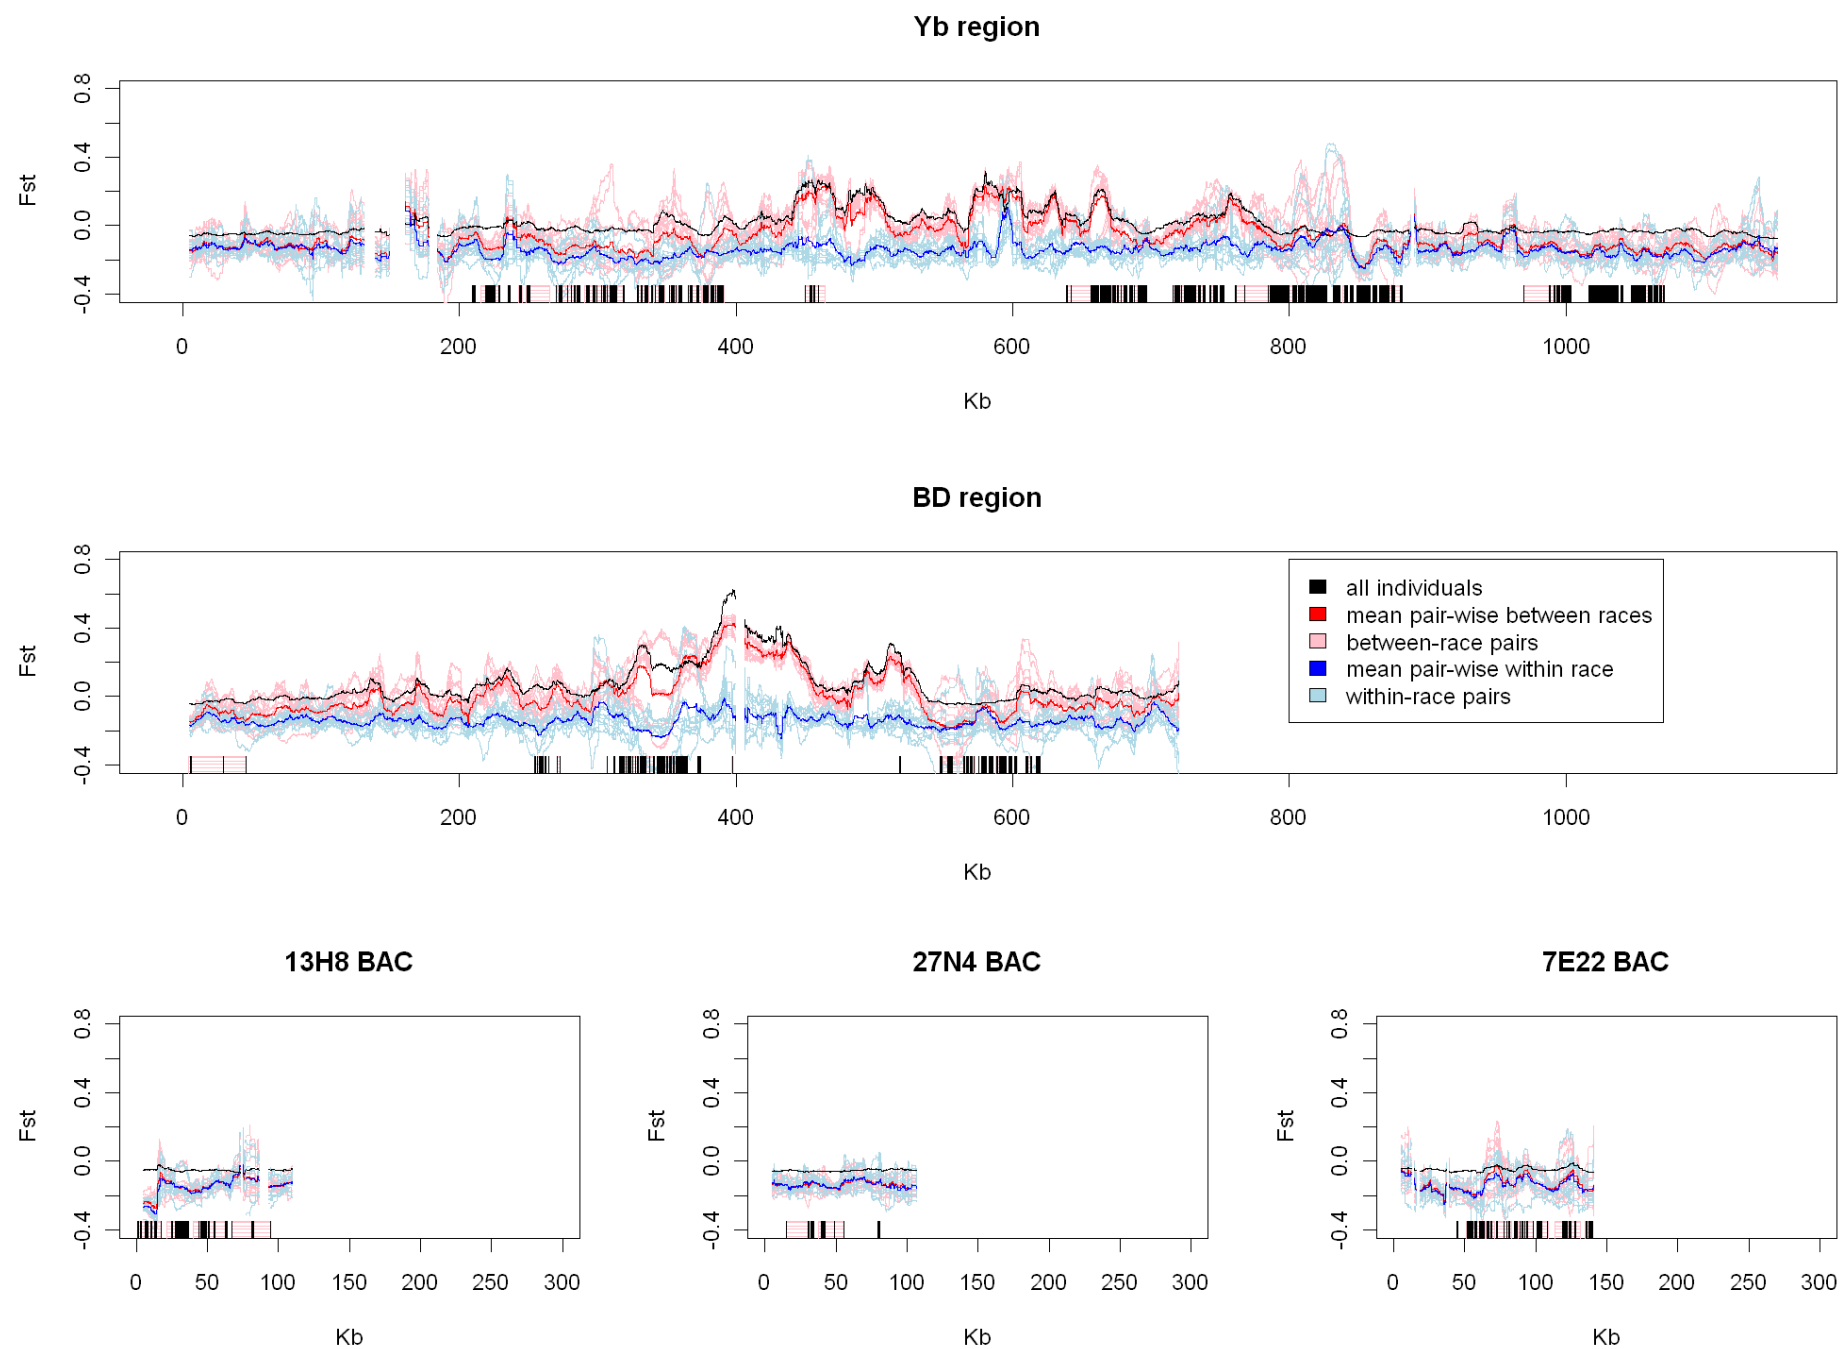 Yb region
Fst
0.8
0.4
0.0
-0.4
0 200 400 600 800 1000
Kb
BD region
Fst
0.8
0.4
0.0
-0.4
all individuals
mean pair-wise between races
between-race pairs
mean pair-wise within race
within-race pairs
0 200 400 600 800 1000
Kb
13H8 BAC
Fst
0.8
0.4
0.0
-0.4
0 50 100 150 200 250 300
Kb
27N4 BAC
Fst
0.8
0.4
0.0
-0.4
0 50 100 150 200 250 300
Kb
7E22 BAC
Fst
0.8
0.4
0.0
-0.4
0 50 100 150 200 250 300
Kb